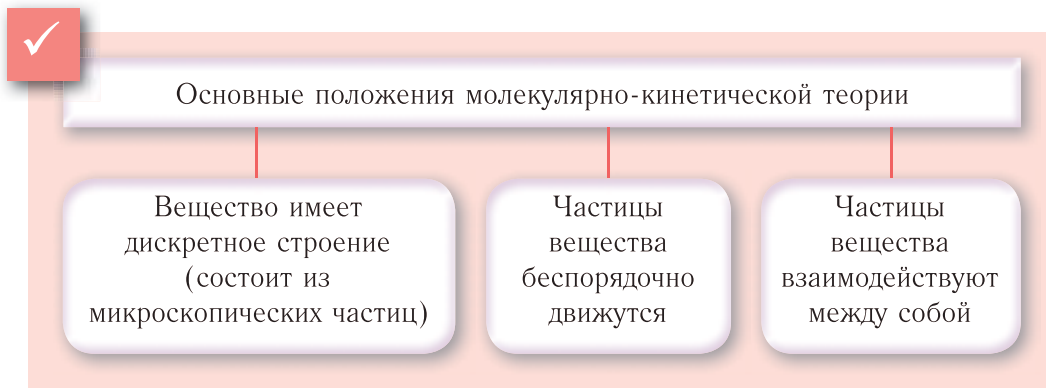 Основные положения молекулярно-кинетической теории
Вещество имеет
дискретное строение
(состоит из
микроскопических частиц)
Частицы
вещества
беспорядочно
движутся
Частицы
вещества
взаимодействуют
между собой